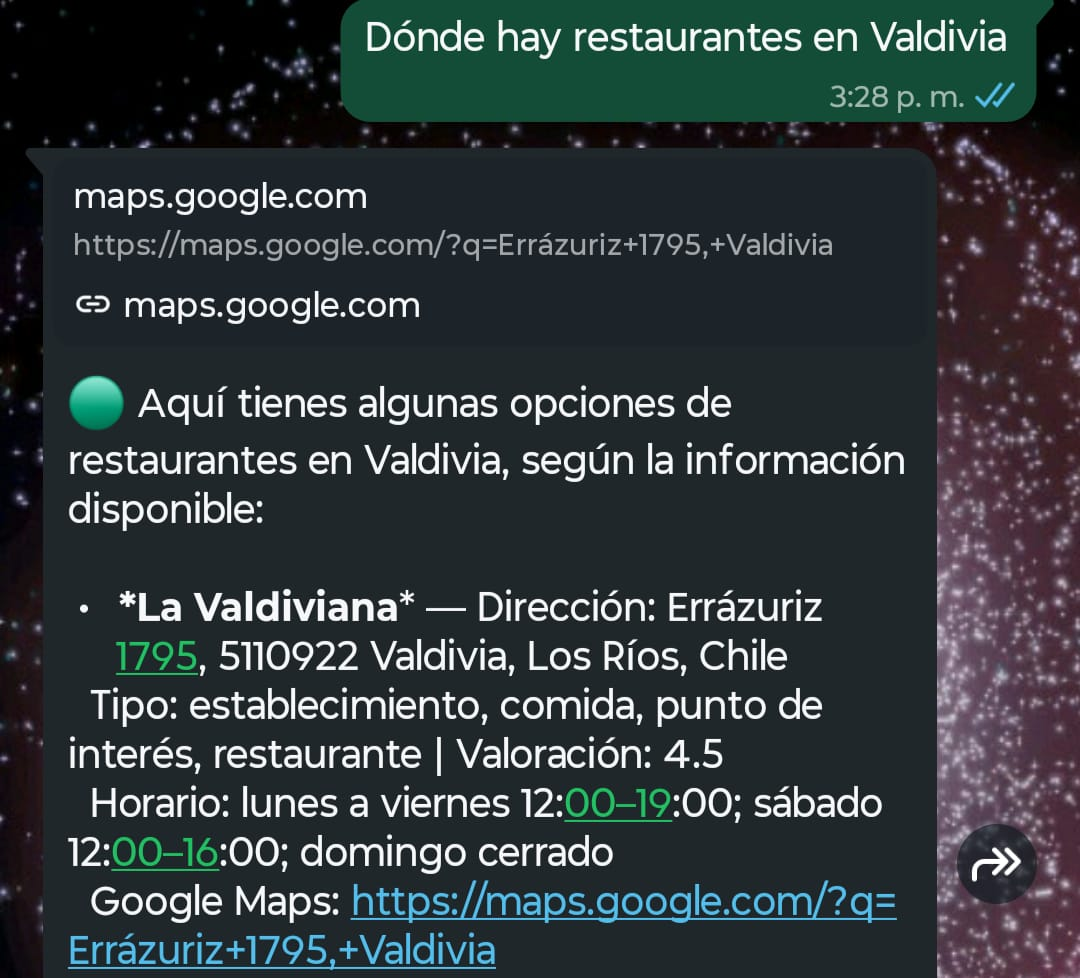 Dónde hay restaurantes en Valdivia
3:28 p. m.
maps.google.com
https://maps.google.com/?q=Errázuriz+1795,+Valdivia
maps.google.com
Aquí tienes algunas opciones de
restaurantes en Valdivia, según la información
disponible:
• *La Valdiviana* — Dirección: Errázuriz
1795, 5110922 Valdivia, Los Ríos, Chile
Tipo: establecimiento, comida, punto de
interés, restaurante | Valoración: 4.5
Horario: lunes a viernes 12:00–19:00; sábado
12:00–16:00; domingo cerrado
Google Maps: https://maps.google.com/?q=
Errázuriz+1795,+Valdivia